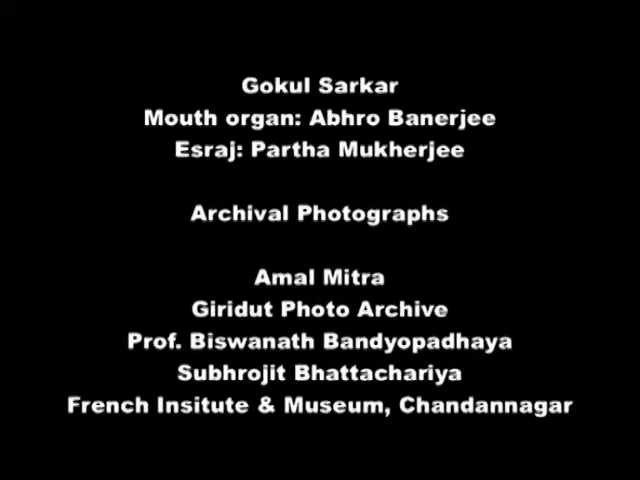 Gokul Sarkar
Mouth organ: Abhro Banerjee
Esraj: Partha Mukherjee
Archival Photographs
Amal Mitra
Giridut Photo Archive
Prof. Biswanath Bandyopadhaya
Subhrojit Bhattachariya
French Insitute & Museum, Chandannagar